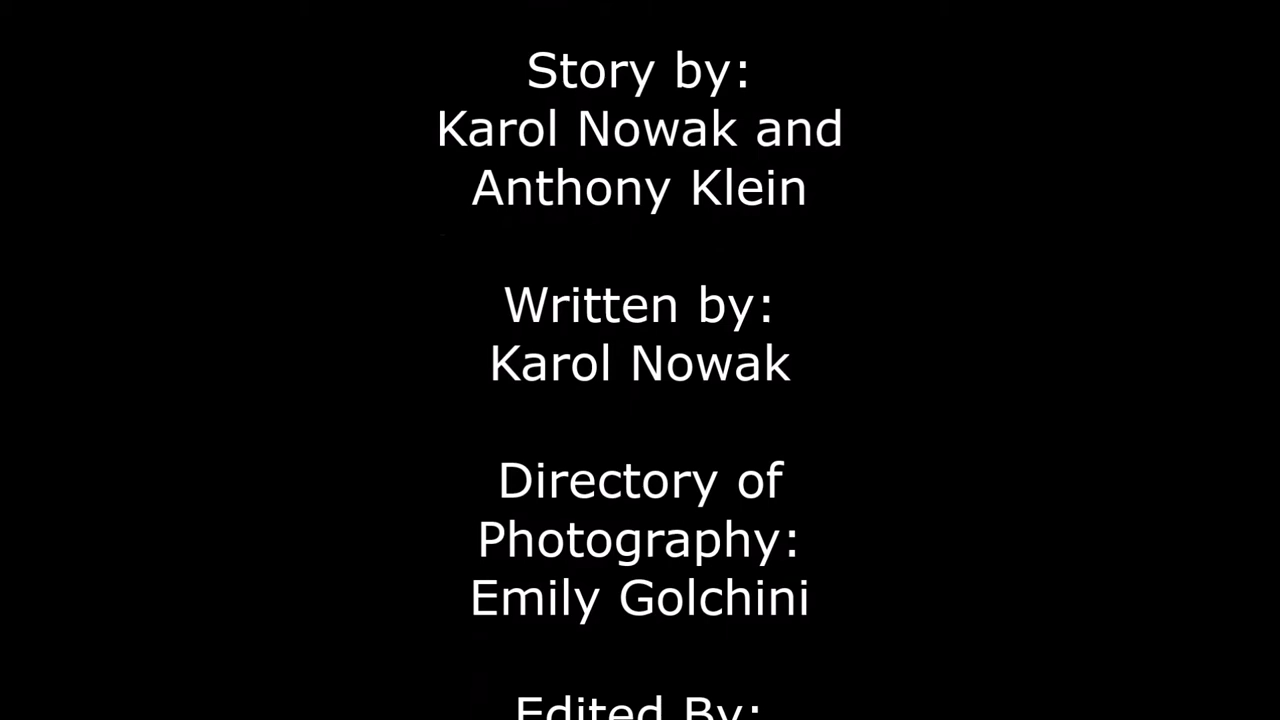 Story by:
Karol Nowak and
Anthony Klein
Written by:
Karol Nowak
Directory of
Photography:
Emily Golchini
Edited By: